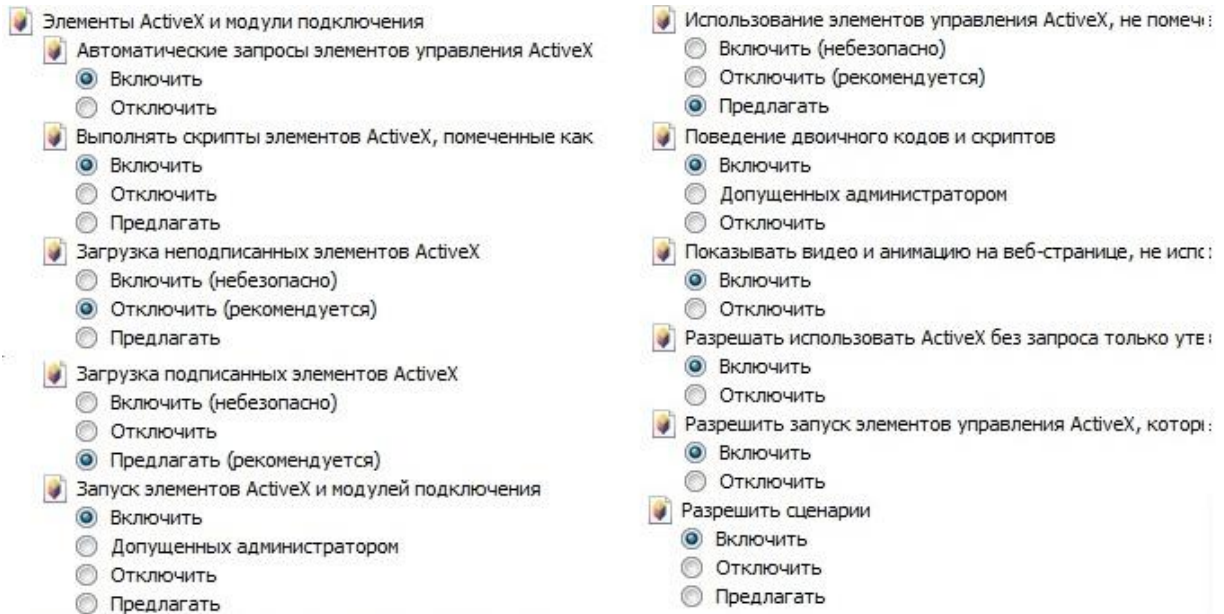 Элементы ActiveX и модули подключения
Автоматические запросы элементов управления ActiveX
Включить
Отключить
Выполнять скрипты элементов ActiveX, помеченные как
Включить
Отключить
Предлагать
Загрузка неподписанных элементов ActiveX
Включить (небезопасно)
Отключить (рекомендуется)
Предлагать
Загрузка подписанных элементов ActiveX
Включить (небезопасно)
Отключить
Предлагать (рекомендуется)
Запуск элементов ActiveX и модулей подключения
Включить
Допущенных администратором
Отключить
Предлагать
Использование элементов управления ActiveX, не помеч
Включить (небезопасно)
Отключить (рекомендуется)
Предлагать
Поведение двоичного кодов и скриптов
Включить
Допущенных администратором
Отключить
Показывать видео и анимацию на веб-странице, не испс
Включить
Отключить
Разрешать использовать ActiveX без запроса только утв
Включить
Отключить
Разрешить запуск элементов управления ActiveX, которы
Включить
Отключить
Разрешить сценарии
Включить
Отключить
Предлагать